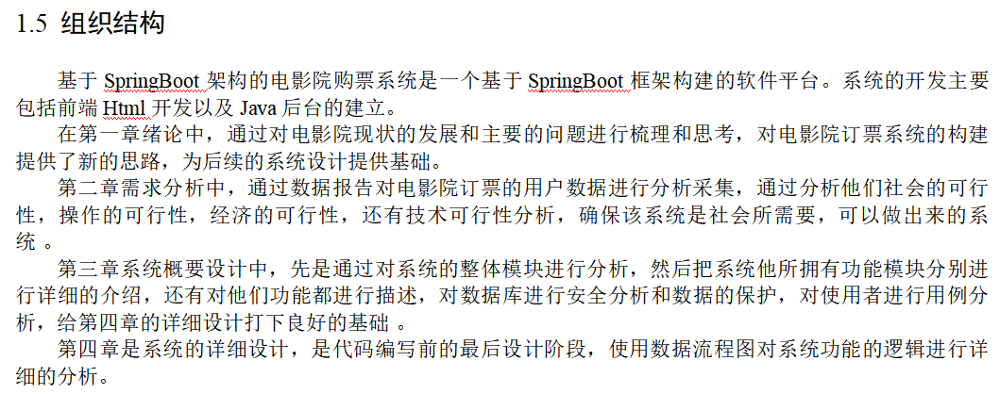 1.5 组织结构
基于 SpringBoot 架构的电影院购票系统是一个基于 SpringBoot 框架构建的软件平台。系统的开发主要
包括前端 Html 开发以及 Java 后台的建立。
在第一章绪论中，通过对电影院现状的发展和主要的问题进行梳理和思考，对电影院订票系统的构建
提供了新的思路，为后续的系统设计提供基础。
第二章需求分析中，通过数据报告对电影院订票的用户数据进行分析采集，通过分析他们社会的可行
性，操作的可行性，经济的可行性，还有技术可行性分析，确保该系统是社会所需要，可以做出来的系
统 。
第三章系统概要设计中，先是通过对系统的整体模块进行分析，然后把系统他所拥有功能模块分别进
行详细的介绍，还有对他们功能都进行描述，对数据库进行安全分析和数据的保护，对使用者进行用例分
析，给第四章的详细设计打下良好的基础 。
第四章是系统的详细设计，是代码编写前的最后设计阶段，使用数据流程图对系统功能的逻辑进行详
细的分析。